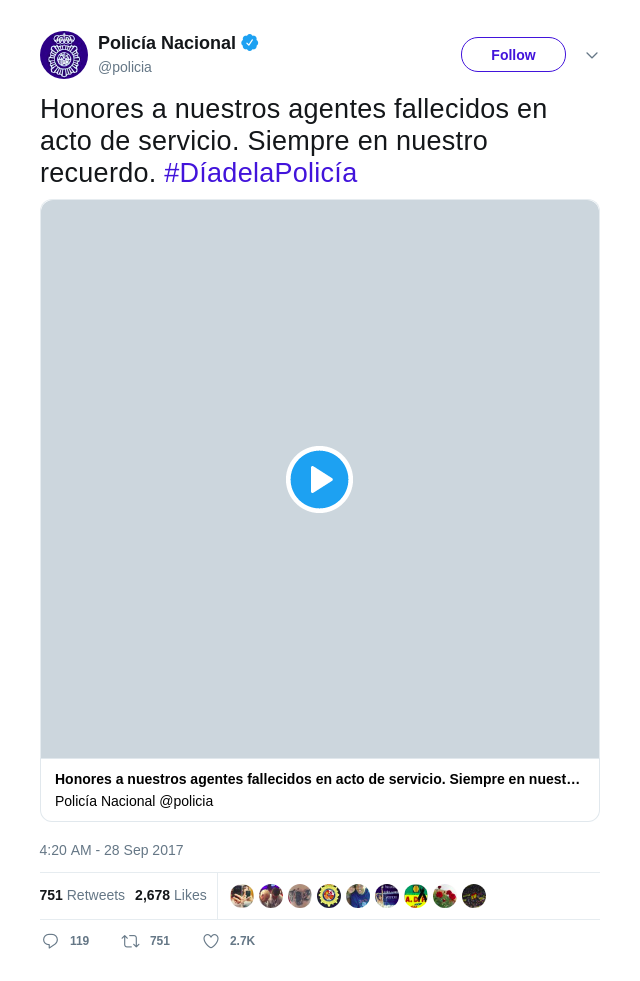 Policía Nacional
@policia
Follow
Honores a nuestros agentes fallecidos en
acto de servicio. Siempre en nuestro
recuerdo. #DíadelaPolicía
Honores a nuestros agentes fallecidos en acto de servicio. Siempre en nuest…
Policía Nacional @policia
4:20 AM - 28 Sep 2017
751 Retweets 2,678 Likes
119 751 2.7K